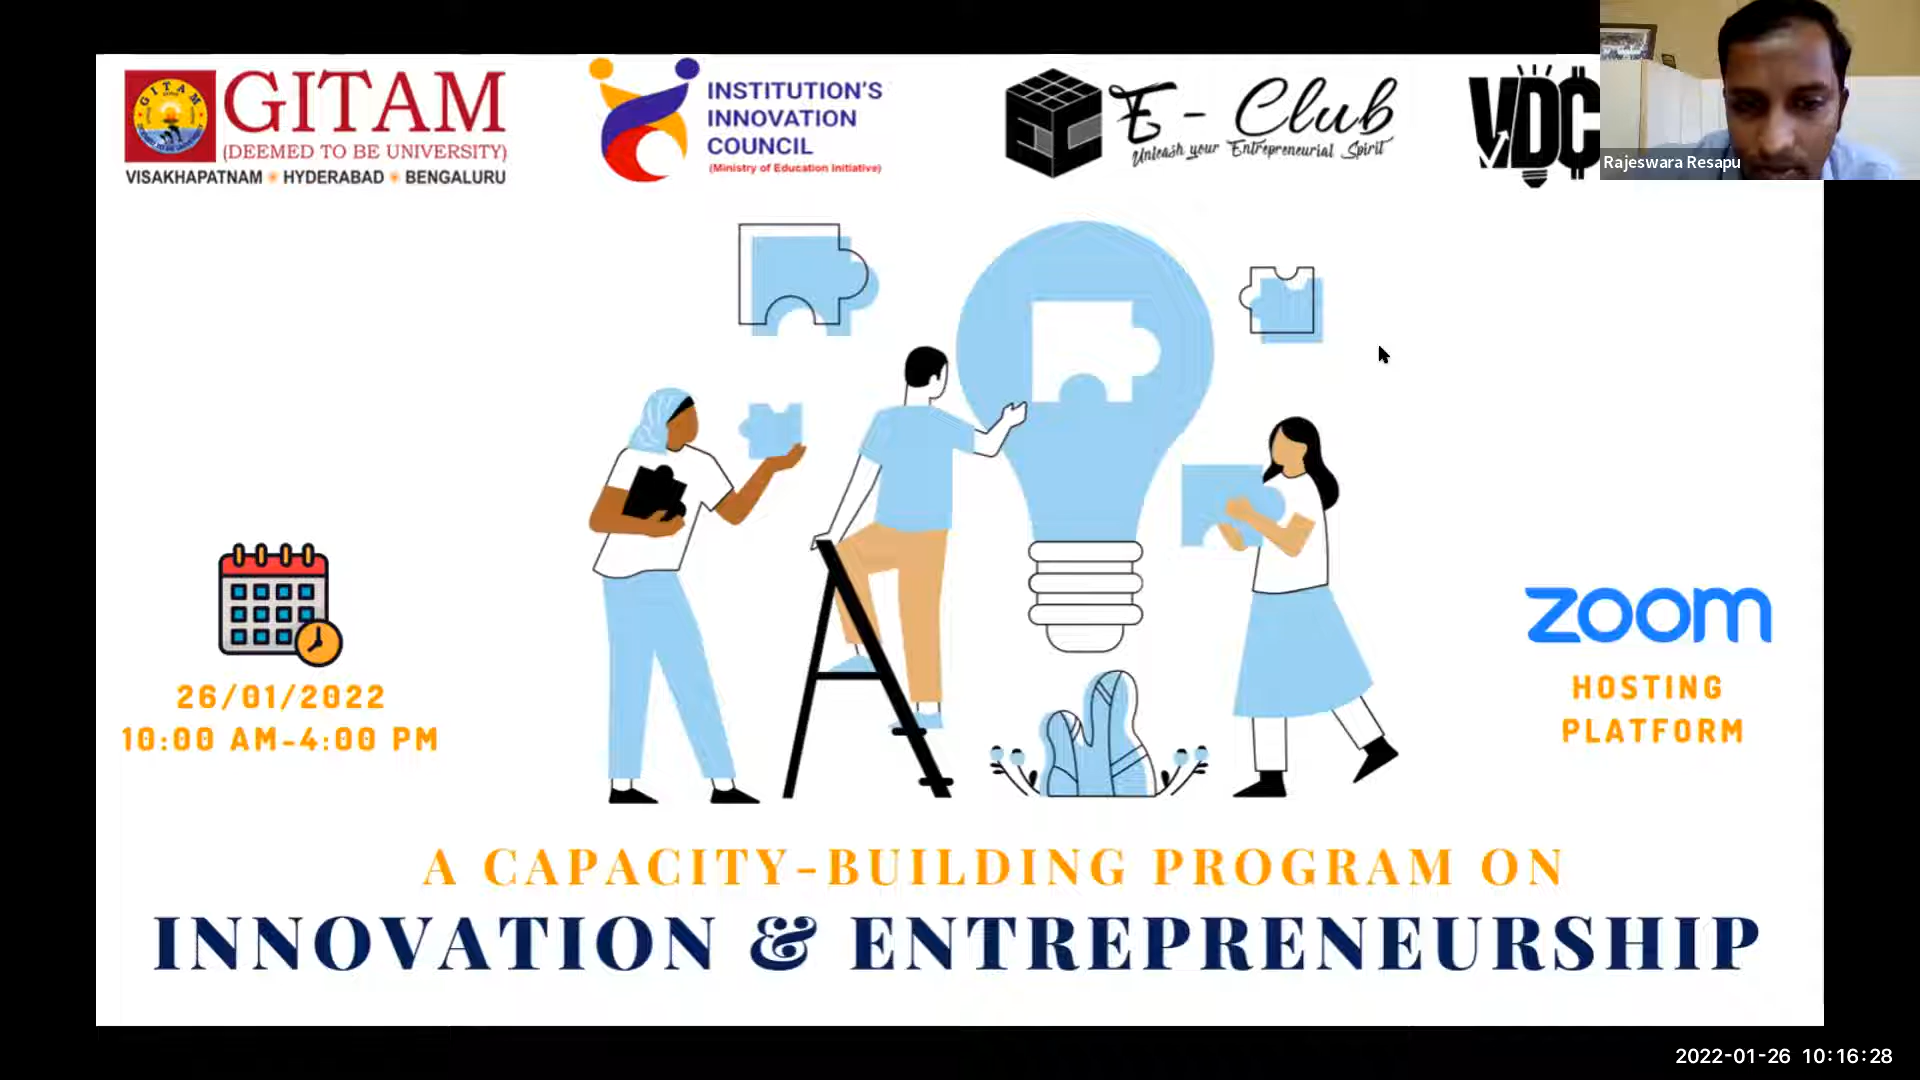 GITAM
(DEEMED TO BE UNIVERSITY)
VISAKHAPATNAM * HYDERABAD * BENGALURU
GITAM
INSTITUTION'S
INNOVATION
COUNCIL
(Ministry of Education Initiative)
E - Club
Unleash your Entrepreneurial Spirit
VDC
Rajeswara Resapu
26/01/2022
10:00 AM-4:00 PM
zoom
HOSTING
PLATFORM
A CAPACITY-BUILDING PROGRAM ON
INNOVATION & ENTREPRENEURSHIP
2022-01-26 10:16:28